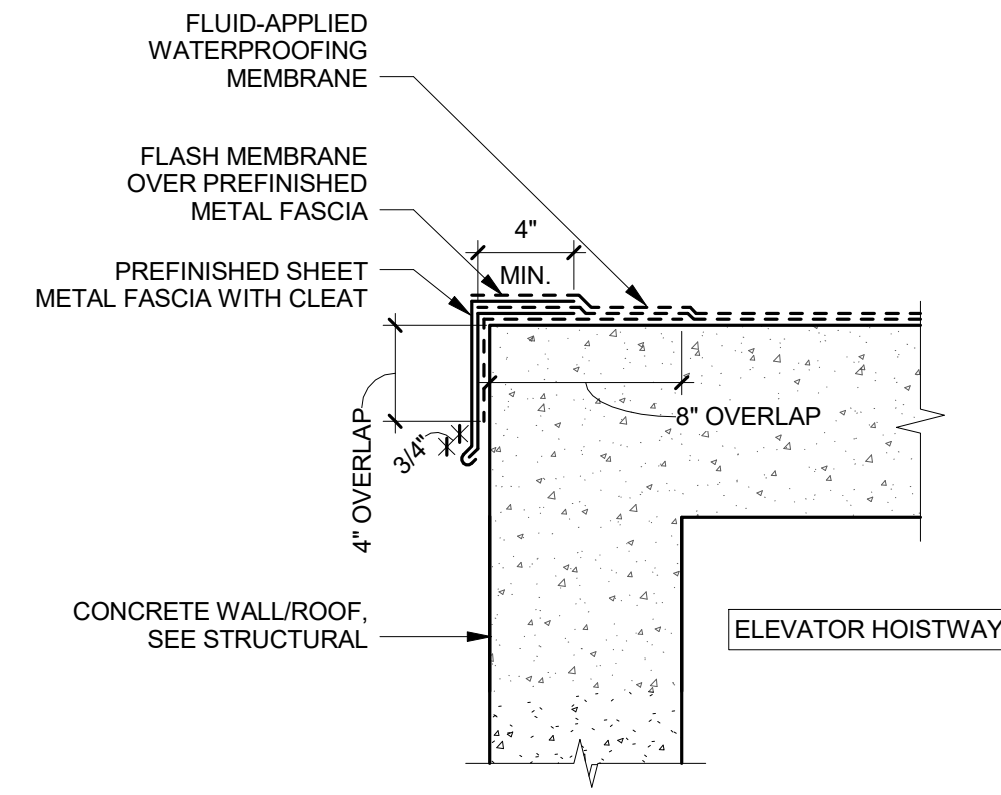 FLUID-APPLIED
WATERPROOFING
MEMBRANE
FLASH MEMBRANE
OVER PREFINISHED
METAL FASCIA
4"
MIN.
PREFINISHED SHEET
METAL FASCIA WITH CLEAT
8" OVERLAP
4" OVERLAP
3/4"
CONCRETE WALL/ROOF,
SEE STRUCTURAL
ELEVATOR HOISTWAY